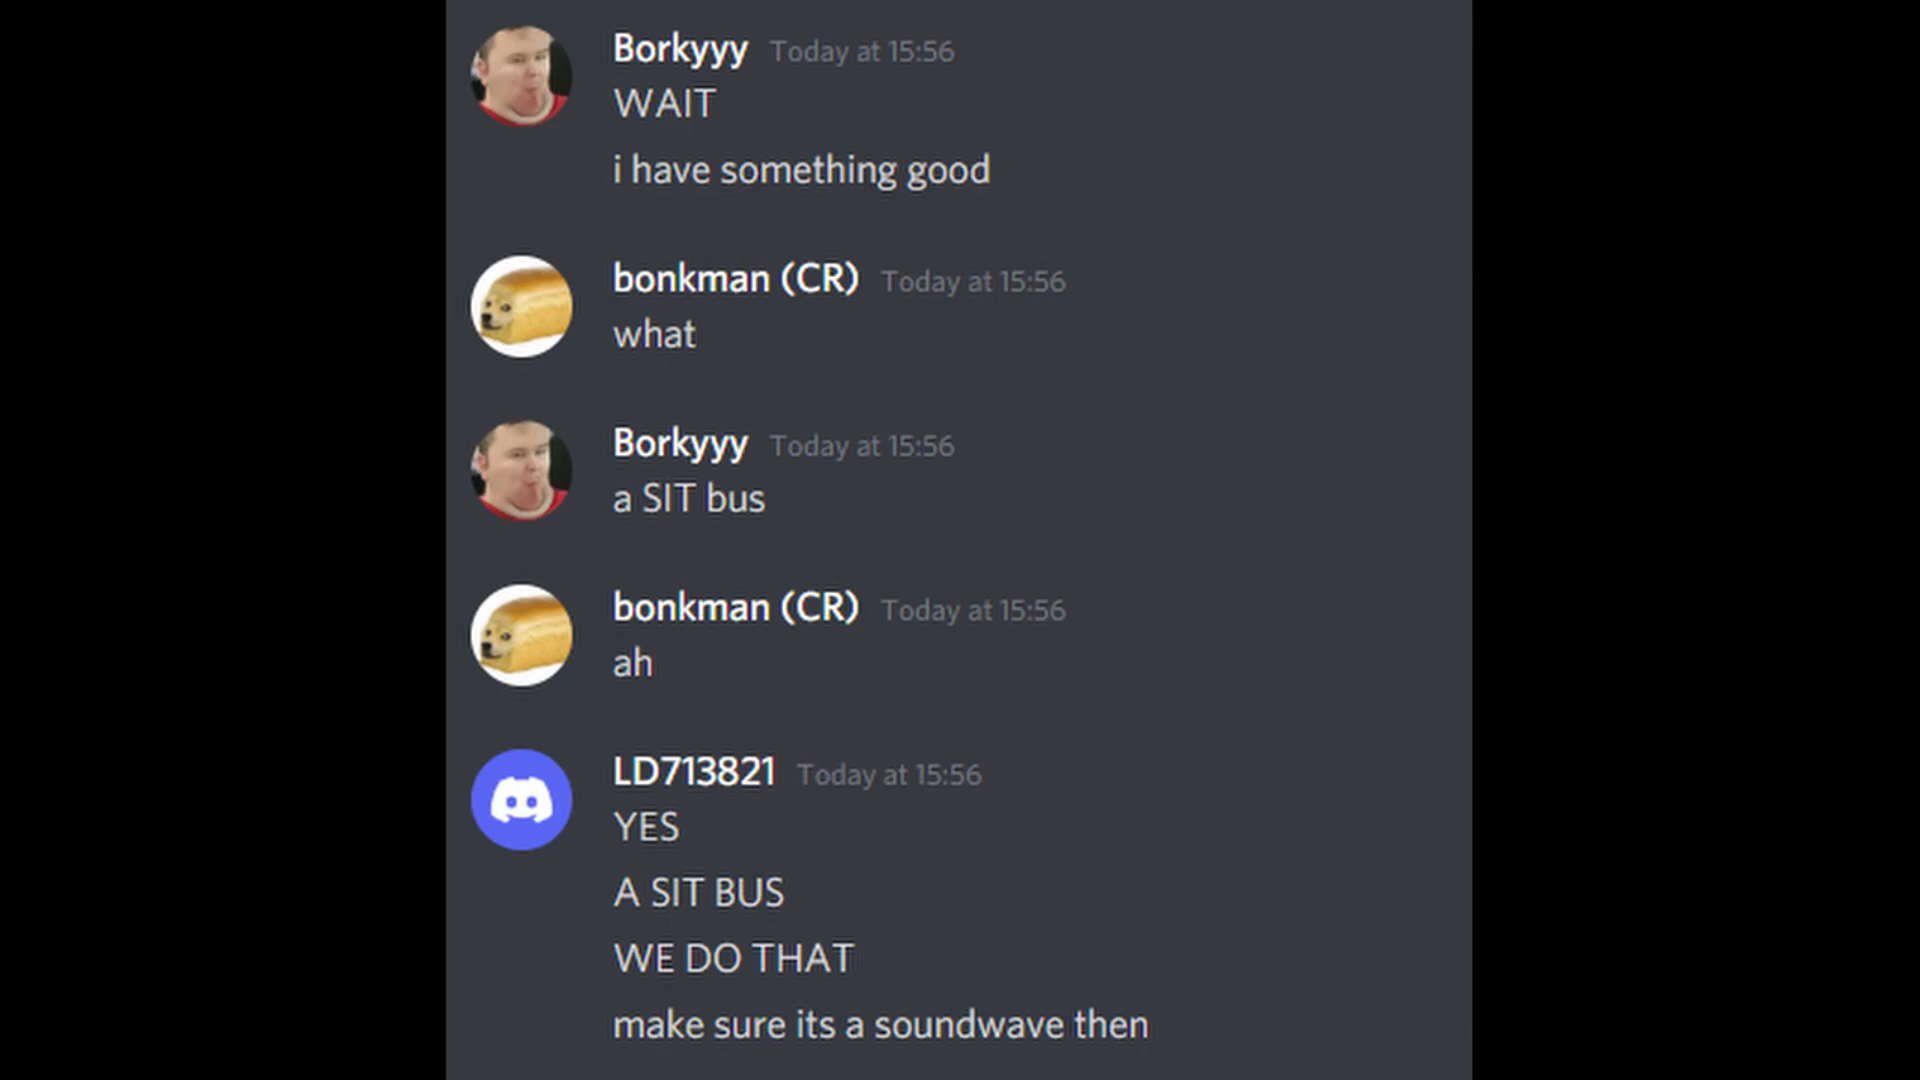 Borkyyy Today at 15:56
WAIT
i have something good
bonkman (CR) Today at 15:56
what
Borkyyy Today at 15:56
a SIT bus
bonkman (CR) Today at 15:56
ah
LD713821 Today at 15:56
YES
A SIT BUS
WE DO THAT
make sure its a soundwave then